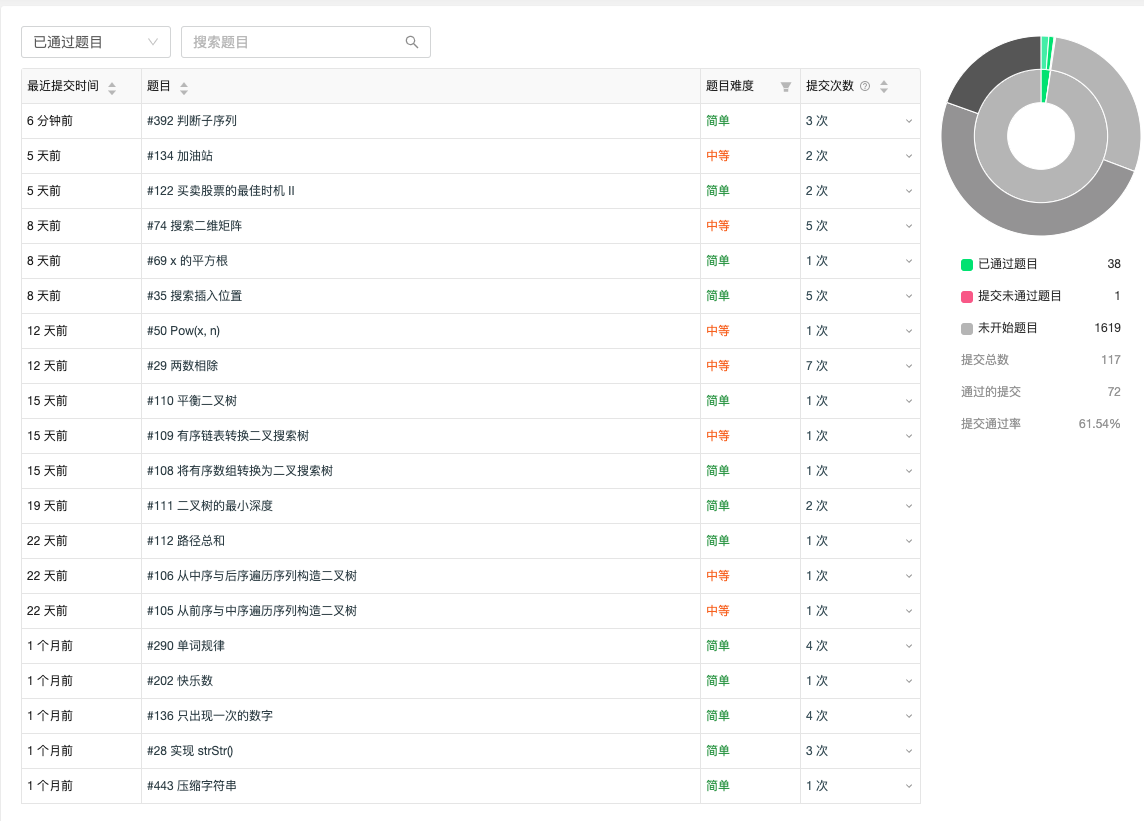 已通过题目 搜索题目
最近提交时间 题目 题目难度 提交次数
6 分钟前 #392 判断子序列 简单 3 次
5 天前 #134 加油站 中等 2 次
5 天前 #122 买卖股票的最佳时机 II 简单 2 次
8 天前 #74 搜索二维矩阵 中等 5 次
8 天前 #69 x 的平方根 简单 1 次
8 天前 #35 搜索插入位置 简单 5 次
12 天前 #50 Pow(x, n) 中等 1 次
12 天前 #29 两数相除 中等 7 次
15 天前 #110 平衡二叉树 简单 1 次
15 天前 #109 有序链表转换二叉搜索树 中等 1 次
15 天前 #108 将有序数组转换为二叉搜索树 简单 1 次
19 天前 #111 二叉树的最小深度 简单 2 次
22 天前 #112 路径总和 简单 1 次
22 天前 #106 从中序与后序遍历序列构造二叉树 中等 1 次
22 天前 #105 从前序与中序遍历序列构造二叉树 中等 1 次
1 个月前 #290 单词规律 简单 4 次
1 个月前 #202 快乐数 简单 1 次
1 个月前 #136 只出现一次的数字 简单 4 次
1 个月前 #28 实现 strStr() 简单 3 次
1 个月前 #443 压缩字符串 简单 1 次
已通过题目 38
提交未通过题目 1
未开始题目 1619
提交总数 117
通过的提交 72
提交通过率 61.54%